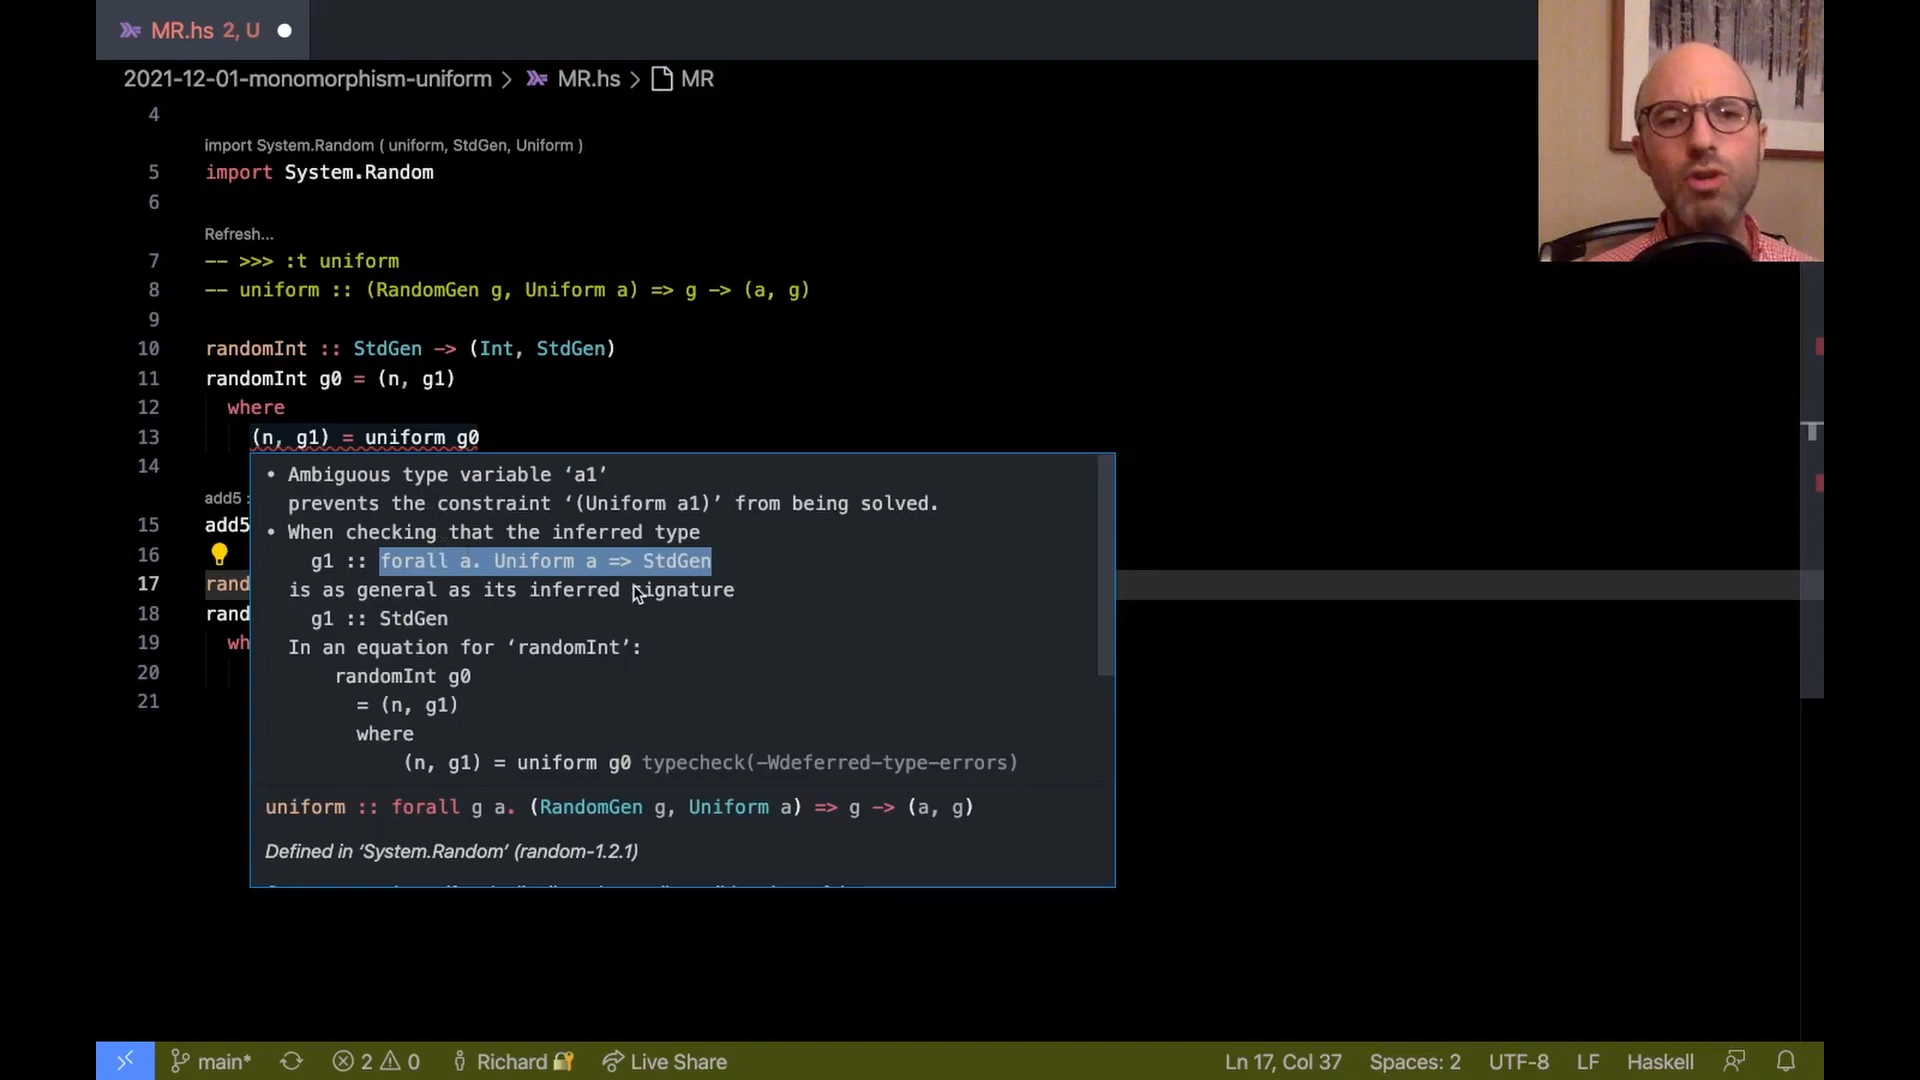 MR.hs 2, U
2021-12-01-monomorphism-uniform > MR.hs > MR
4
import System.Random ( uniform, StdGen, Uniform )
5 import System.Random
6
Refresh...
7 -- >>> :t uniform
8 -- uniform :: (RandomGen g, Uniform a) => g -> (a, g)
9
10 randomInt :: StdGen -> (Int, StdGen)
11 randomInt g0 = (n, g1)
12 where
13 (n, g1) = uniform g0
14
add5 :
15 add5
16
17 rand
18 rand
19 wh
20
21
• Ambiguous type variable ‘a1’
prevents the constraint ‘(Uniform a1)’ from being solved.
• When checking that the inferred type
g1 :: forall a. Uniform a => StdGen
is as general as its inferred signature
g1 :: StdGen
In an equation for ‘randomInt’:
randomInt g0
= (n, g1)
where
(n, g1) = uniform g0 typecheck(-Wdeferred-type-errors)
uniform :: forall g a. (RandomGen g, Uniform a) => g -> (a, g)
Defined in ‘System.Random’ (random-1.2.1)
main* 2 0 Richard Live Share Ln 17, Col 37 Spaces: 2 UTF-8 LF Haskell